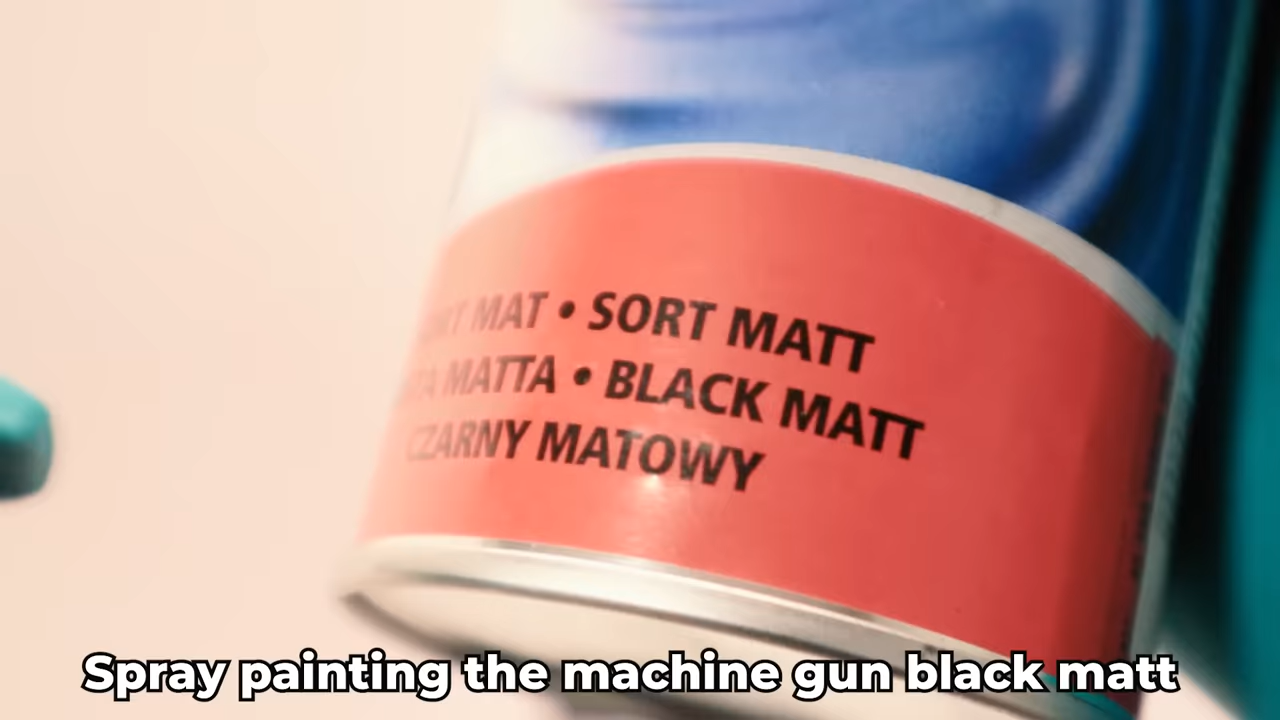 MAT • SORT MATT
MATTA • BLACK MATT
CZARNY MATOWY
Spray painting the machine gun black matt